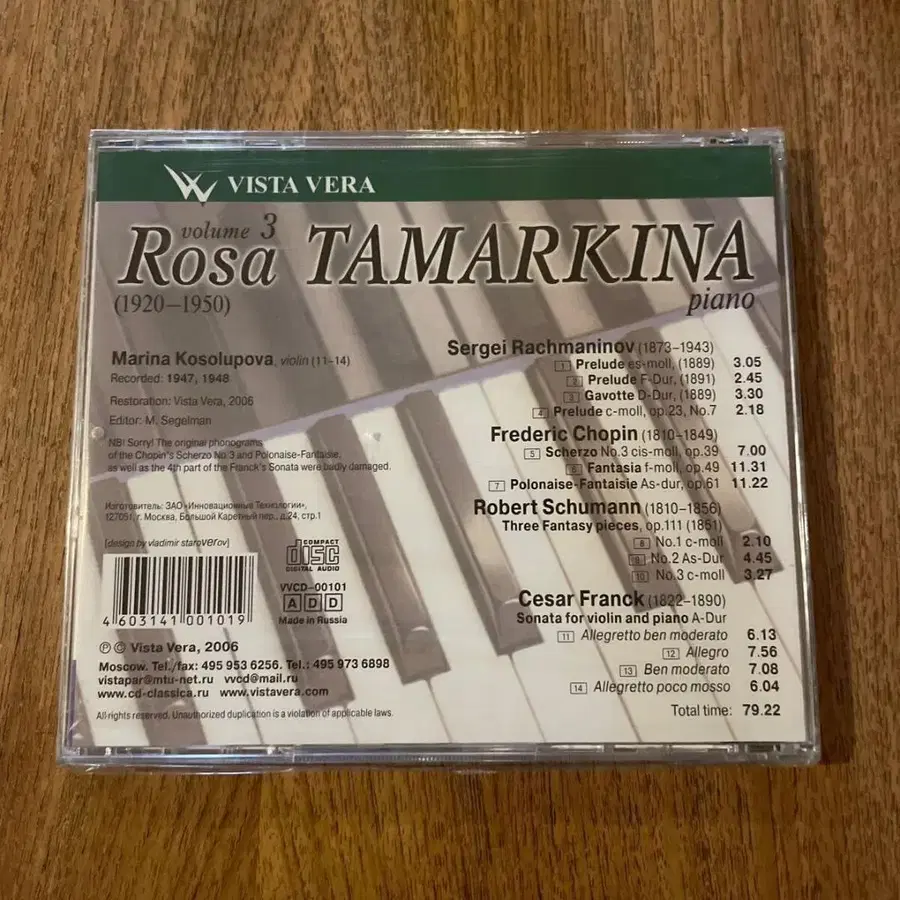 VISTA VERA
volume 3
Rosa TAMARKINA
(1920–1950)
piano
Marina Kosolupova, violin (11–14)
Recorded: 1947, 1948
Restoration: Vista Vera, 2006
Editor: M. Segelman
NB! Sorry! The original phonograms
of the Chopin's Scherzo No 3 and Polonaise-Fantaisie,
as well as the 4th part of the Franck's Sonata were badly damaged.
Изготовитель: ЗАО «Инновационные Технологии»,
127051, г. Москва, Большой Каретный пер., д.24, стр.1
[design by vladimir staroverov]
4603141001019
COMPACT
disc
DIGITAL AUDIO
VVCD–00101
ADD
Made in Russia
℗ © Vista Vera, 2006
Moscow. Tel./fax: 495 953 6256. Tel.: 495 973 6898
vistapar@mtu-net.ru vvcd@mail.ru
www.cd-classica.ru www.vistavera.com
All rights reserved. Unauthorized duplication is a violation of applicable laws.
Sergei Rachmaninov (1873–1943)
1 Prelude es-moll, (1889) 3.05
2 Prelude F-Dur, (1891) 2.45
3 Gavotte D-Dur, (1889) 3.30
4 Prelude c-moll, op.23, No.7 2.18
Frederic Chopin (1810–1849)
5 Scherzo No.3 cis-moll, op.39 7.00
6 Fantasia f-moll, op.49 11.31
7 Polonaise-Fantaisie As-dur, op.61 11.22
Robert Schumann (1810–1856)
Three Fantasy pieces, op.111 (1851)
8 No.1 c-moll 2.10
9 No.2 As-Dur 4.45
10 No.3 c-moll 3.27
Cesar Franck (1822–1890)
Sonata for violin and piano A-Dur
11 Allegretto ben moderato 6.13
12 Allegro 7.56
13 Ben moderato 7.08
14 Allegretto poco mosso 6.04
Total time: 79.22